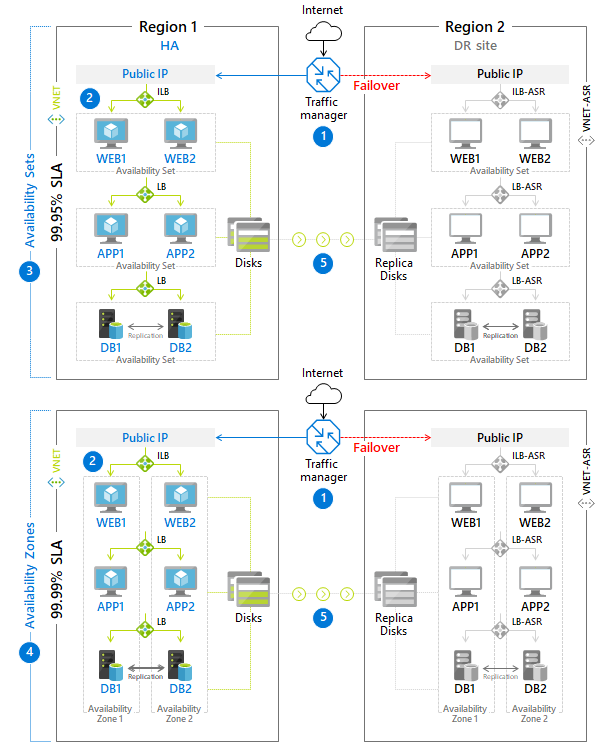 Internet
Region 1
HA
Region 2
DR site
Public IP
Public IP
Traffic
manager
Failover
1
2
ILB
ILB-ASR
VNET
VNET-ASR
WEB1
WEB2
WEB1
WEB2
Availability Set
Availability Set
LB
LB-ASR
Availability Sets
99.95% SLA
3
APP1
APP2
Disks
5
Replica
Disks
APP1
APP2
Availability Set
Availability Set
LB
LB-ASR
Replication
Replication
DB1
DB2
DB1
DB2
Availability Set
Availability Set
Internet
Public IP
Public IP
Traffic
manager
Failover
1
2
ILB
ILB-ASR
VNET
VNET-ASR
WEB1
WEB2
WEB1
WEB2
LB
LB-ASR
Availability Zones
99.99% SLA
4
APP1
APP2
Disks
5
Replica
Disks
APP1
APP2
LB
LB-ASR
Replication
Replication
DB1
DB2
DB1
DB2
Availability
Zone 1
Availability
Zone 2
Availability
Zone 1
Availability
Zone 2